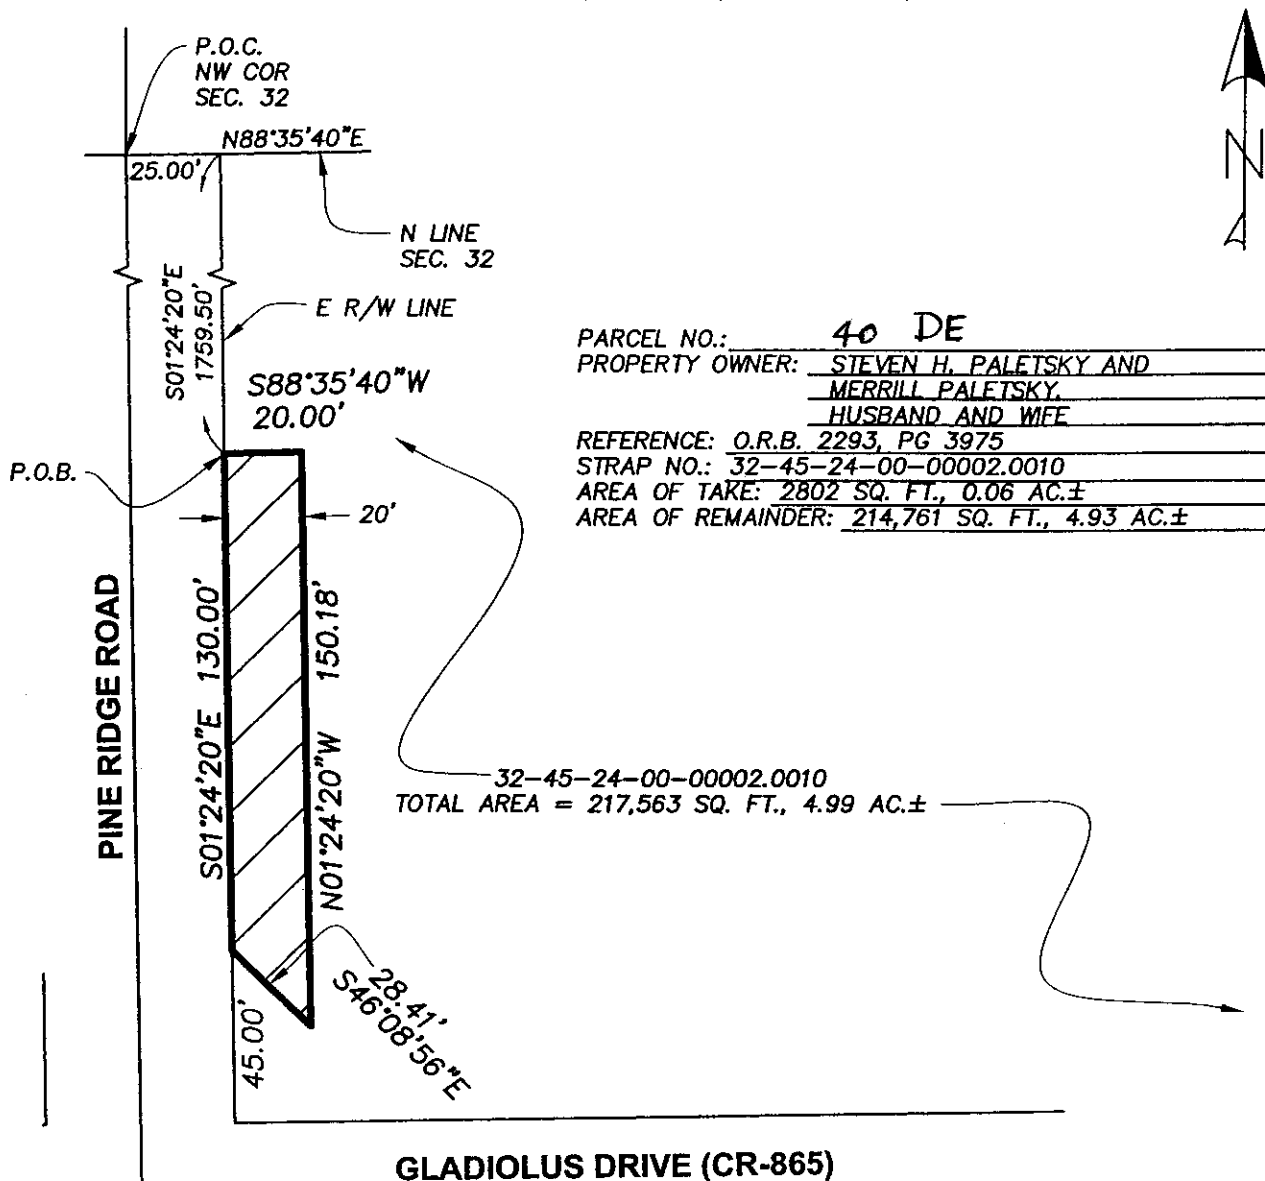 P.O.C.
NW COR
SEC. 32
N88°35'40"E
25.00'
N
N LINE
SEC. 32
S01°24'20"E
1759.50'
E R/W LINE
S88°35'40"W
20.00'
P.O.B.
20'
PARCEL NO.: 40 DE
PROPERTY OWNER: STEVEN H. PALETSKY AND
MERRILL PALETSKY,
HUSBAND AND WIFE
REFERENCE: O.R.B. 2293, PG 3975
STRAP NO.: 32-45-24-00-00002.0010
AREA OF TAKE: 2802 SQ. FT., 0.06 AC.±
AREA OF REMAINDER: 214,761 SQ. FT., 4.93 AC.±
PINE RIDGE ROAD
S01°24'20"E 130.00'
N01°24'20"W 150.18'
32-45-24-00-00002.0010
TOTAL AREA = 217,563 SQ. FT., 4.99 AC.±
28.41'
S46°08'56"E
45.00'
GLADIOLUS DRIVE (CR-865)